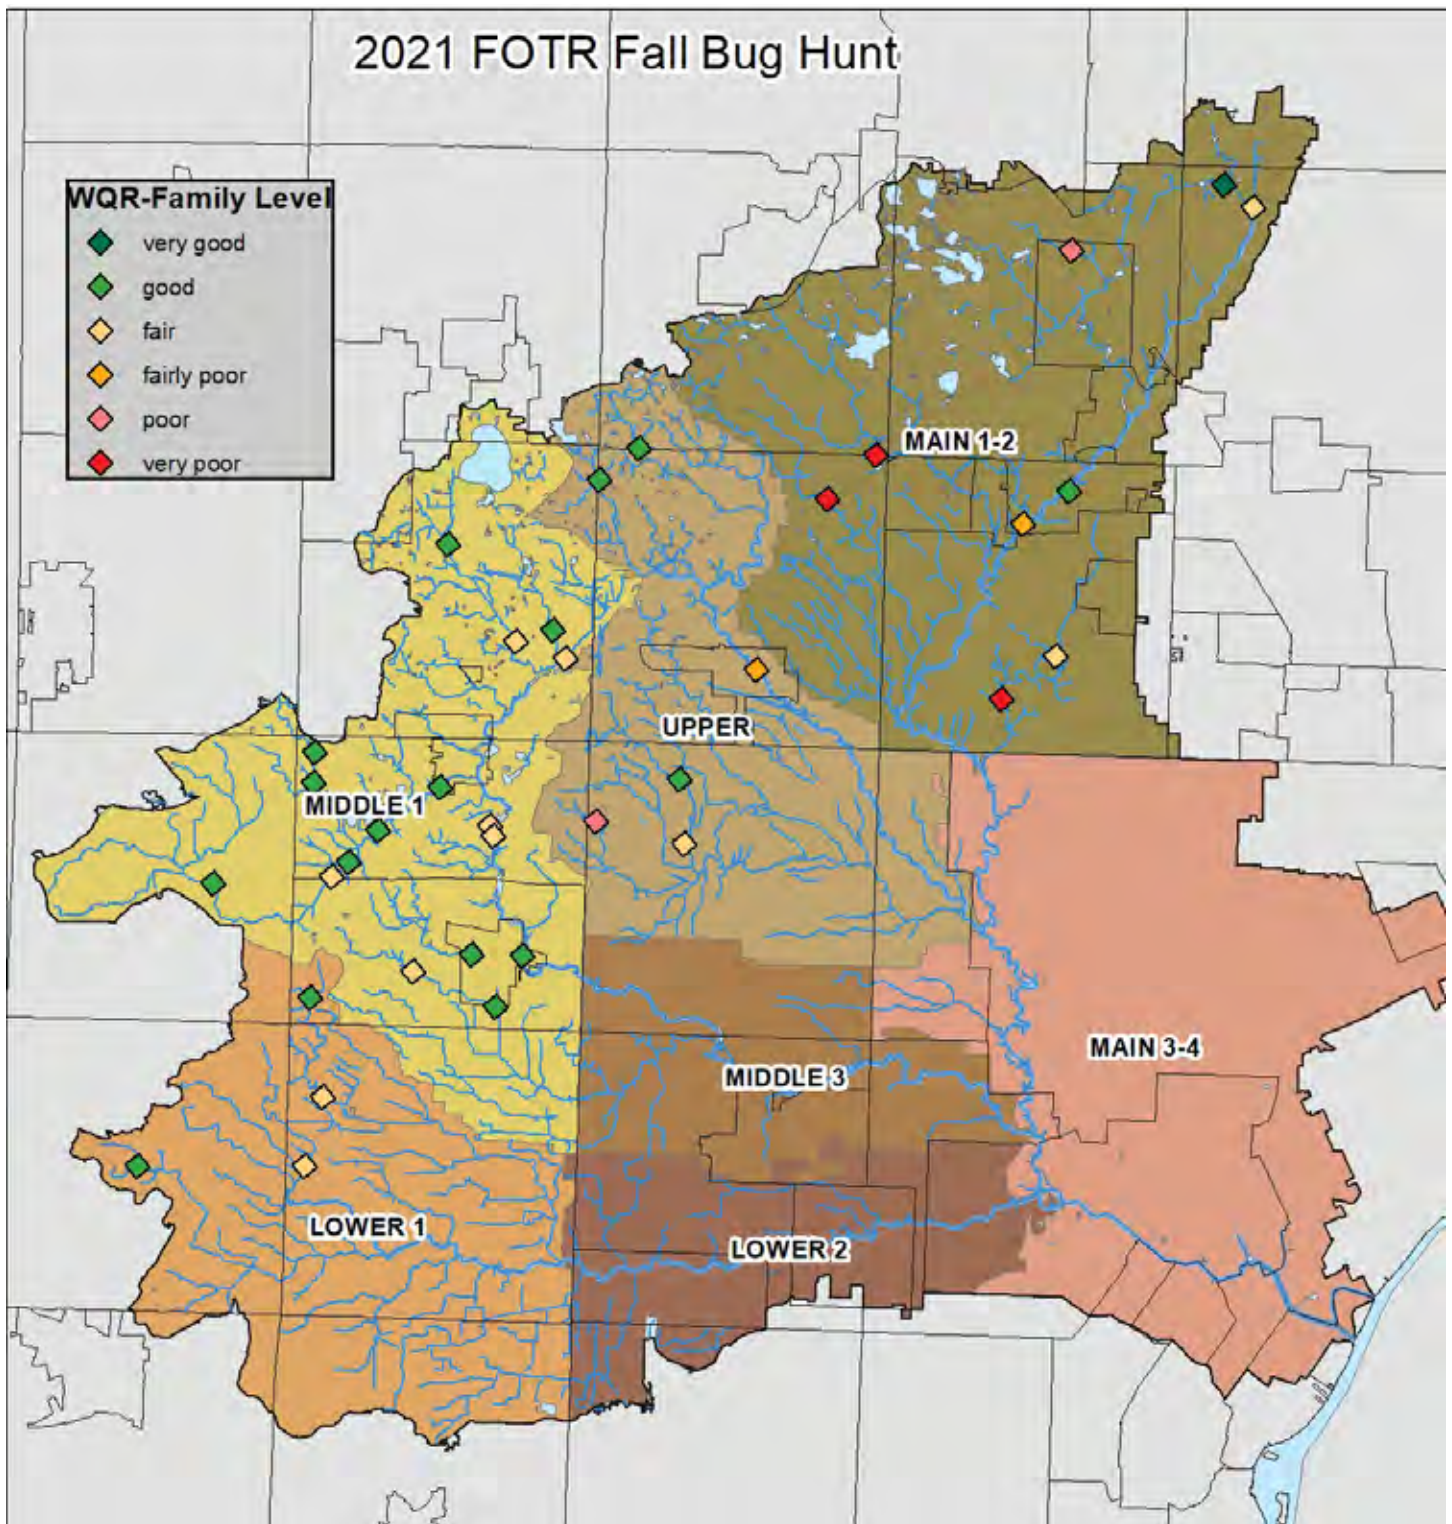 2021 FOTR Fall Bug Hunt
WQR-Family Level
very good
good
fair
fairly poor
poor
very poor
MAIN 1-2
UPPER
MIDDLE 1
MAIN 3-4
MIDDLE 3
LOWER 1
LOWER 2